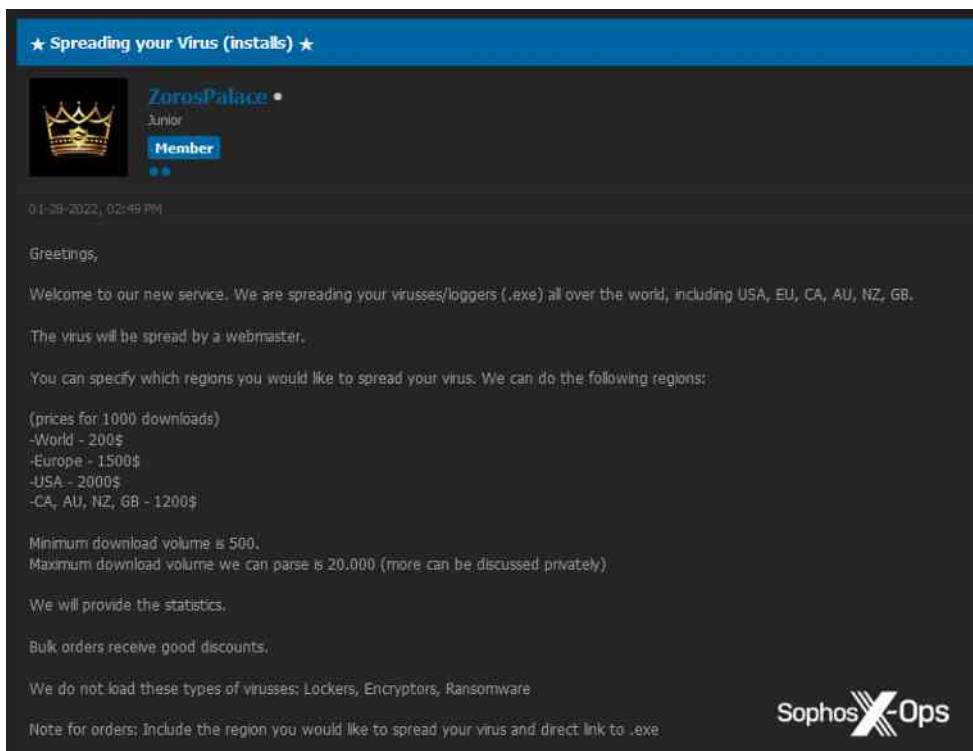 ★ Spreading your Virus (installs) ★
ZorosPalace
Junior
Member
01-28-2022, 02:49 PM
Greetings,
Welcome to our new service. We are spreading your virusses/loggers (.exe) all over the world, including USA, EU, CA, AU, NZ, GB.
The virus will be spread by a webmaster.
You can specify which regions you would like to spread your virus. We can do the following regions:
(prices for 1000 downloads)
-World - 200$
-Europe - 1500$
-USA - 2000$
-CA, AU, NZ, GB - 1200$
Minimum download volume is 500.
Maximum download volume we can parse is 20.000 (more can be discussed privately)
We will provide the statistics.
Bulk orders receive good discounts.
We do not load these types of virusses: Lockers, Encryptors, Ransomware
Note for orders: Include the region you would like to spread your virus and direct link to .exe
Sophos X-Ops